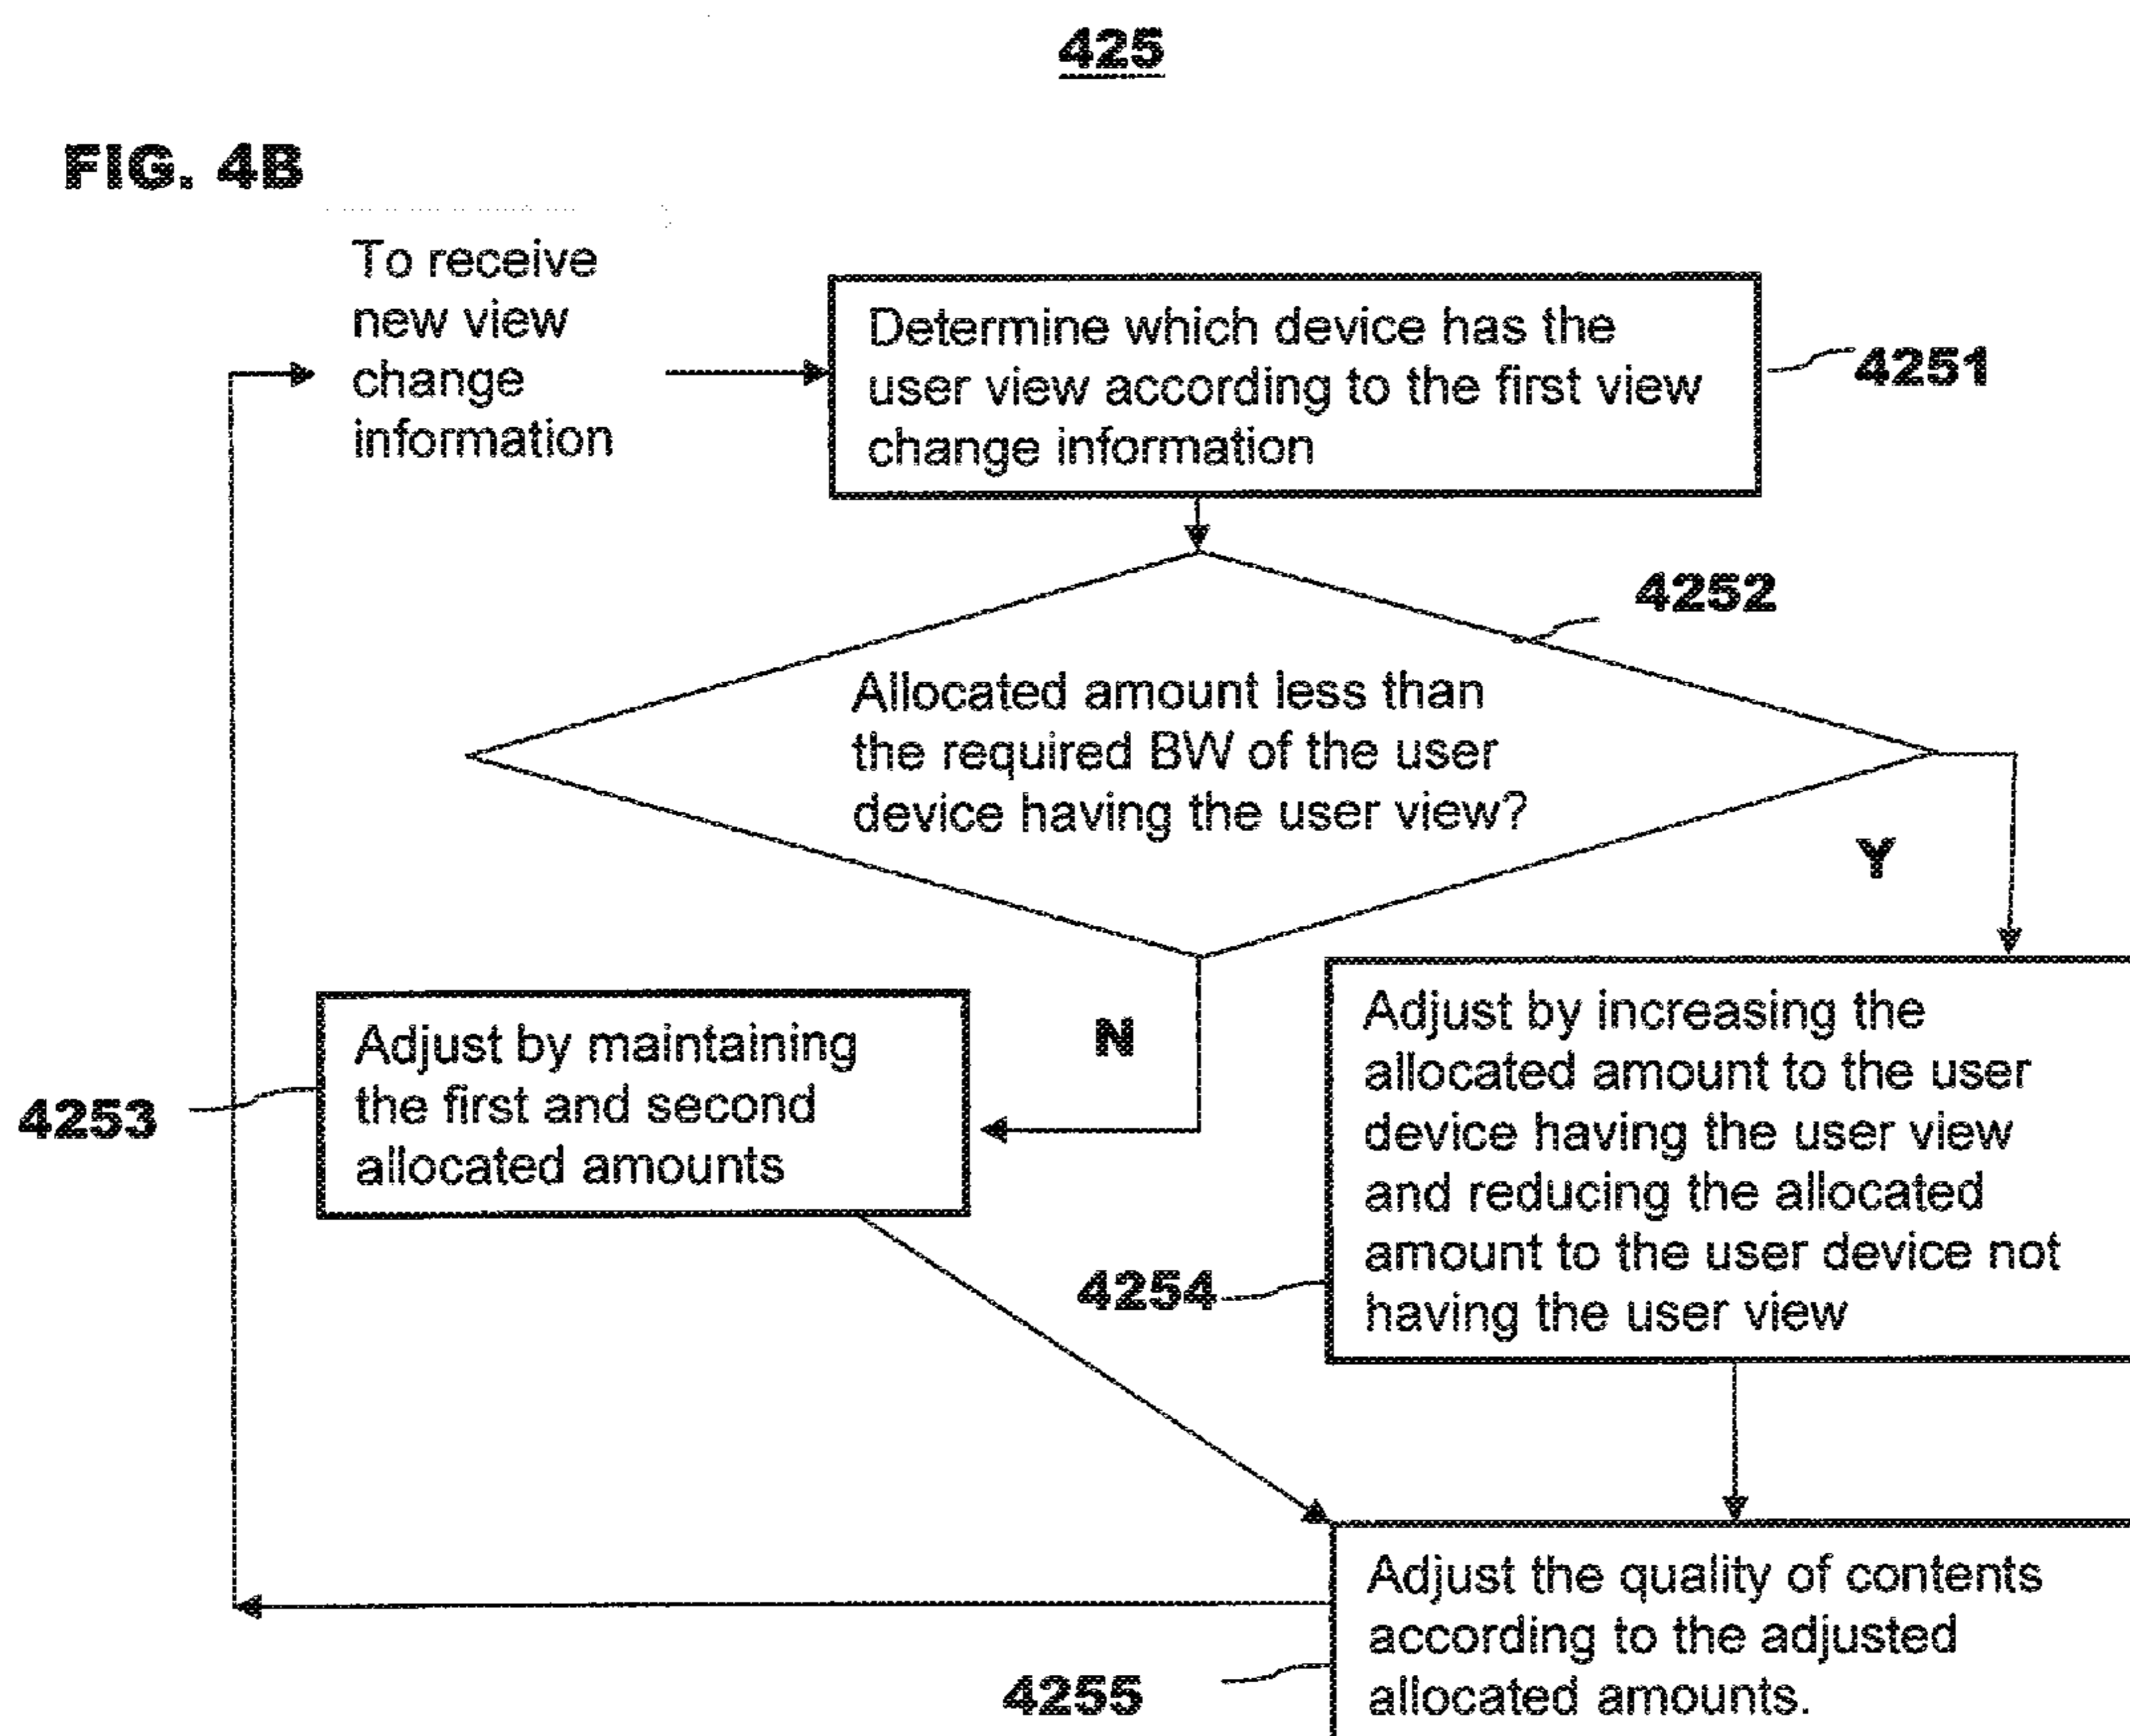 425
FIG. 4B
To receive
new view
change
information
Determine which device has the
user view according to the first view
change information
4251
4252
Allocated amount less than
the required BW of the user
device having the user view?
Y
N
Adjust by maintaining
the first and second
allocated amounts
4253
Adjust by increasing the
allocated amount to the user
device having the user view
and reducing the allocated
amount to the user device not
having the user view
4254
Adjust the quality of contents
according to the adjusted
allocated amounts.
4255